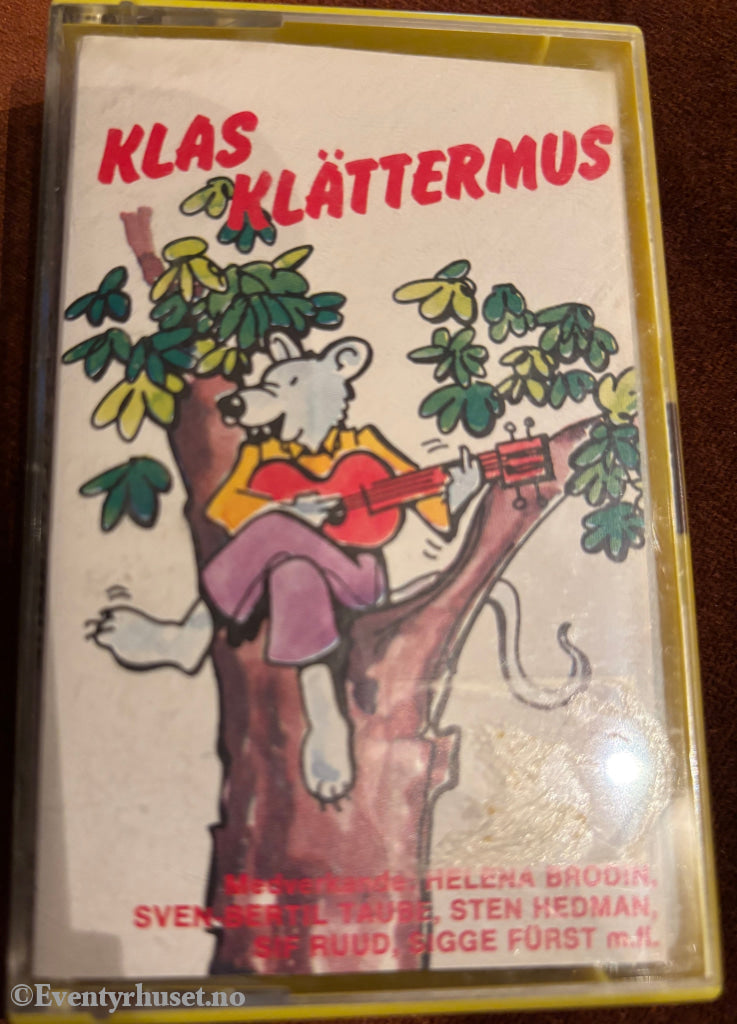 KLAS
KLÄTTERMUS
Medverkande: HELENA BRODIN,
SVEN-BERTIL TAUBE, STEN HEDMAN,
SIF RUUD, SIGGE FÜRST m.fl.
©Eventyrhuset.no